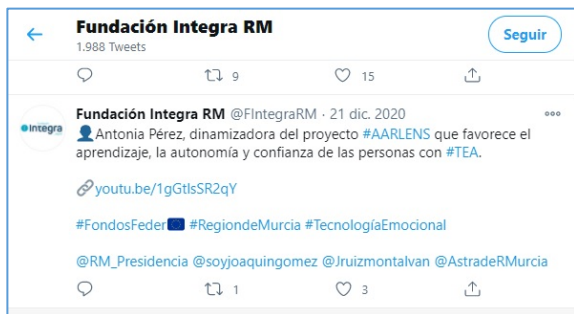 Fundación Integra RM
1.988 Tweets
Seguir
9 15
Integra
Fundación Integra RM @FIntegraRM · 21 dic. 2020
Antonia Pérez, dinamizadora del proyecto #AARLENS que favorece el
aprendizaje, la autonomía y confianza de las personas con #TEA.
youtu.be/1gGtlsSR2qY
#FondosFeder #RegiondeMurcia #TecnologíaEmocional
@RM_Presidencia @soyjoaquingomez @Jruizmontalvan @AstradeRMurcia
1 3